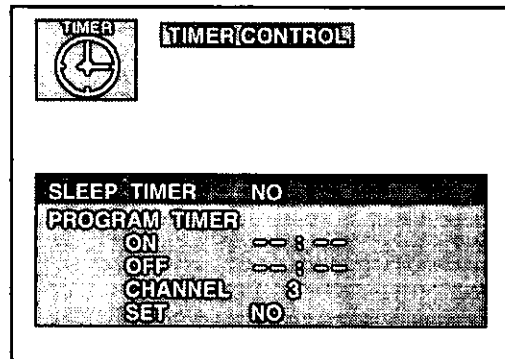 TIMER
TIMER CONTROL
SLEEP TIMER NO
PROGRAM TIMER
ON -- : --
OFF -- : --
CHANNEL 3
SET NO